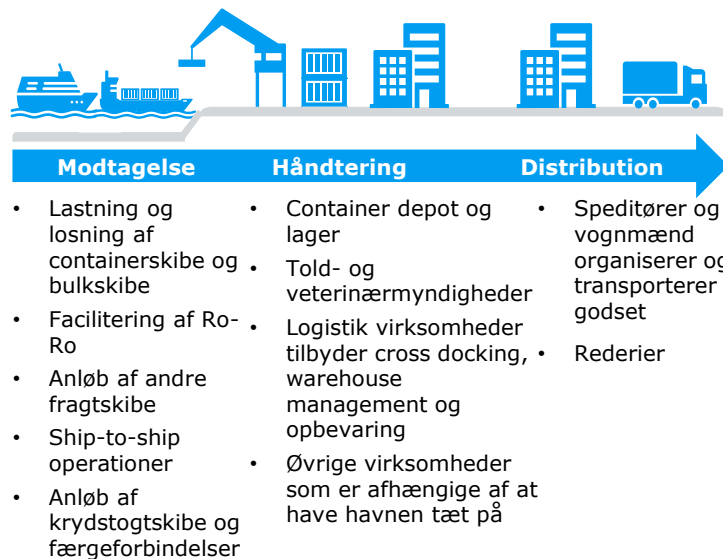 Modtagelse
Håndtering
Distribution
• Lastning og
losning af
containerskibe og
bulkskibe
• Facilitering af Ro-
Ro
• Anløb af andre
fragtskibe
• Ship-to-ship
operationer
• Anløb af
krydstogtskibe og
færgeforbindelser
• Container depot og
lager
• Told- og
veterinærmyndigheder
• Logistik virksomheder
tilbyder cross docking,
warehouse
management og
opbevaring
• Øvrige virksomheder
som er afhængige af at
have havnen tæt på
• Speditører og
vognmænd
organiserer og
transporterer
godset
• Rederier